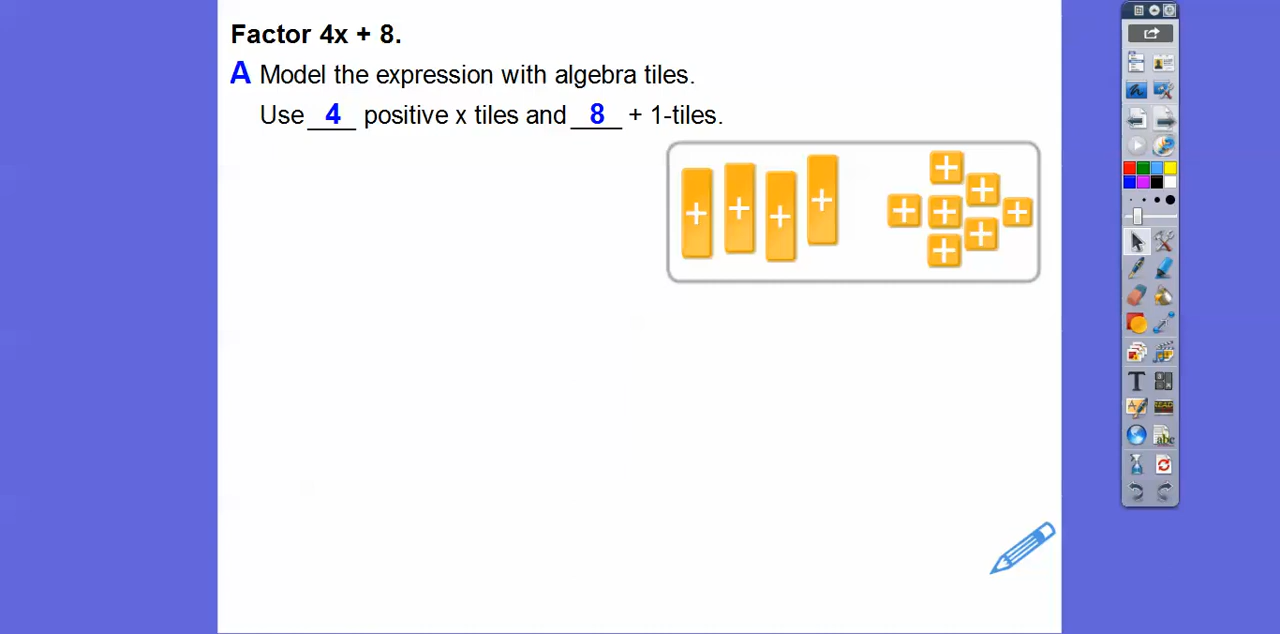 Factor 4x + 8.
A Model the expression with algebra tiles.
Use 4 positive x tiles and 8 + 1-tiles.
+ + + +
+ + + + + + + +